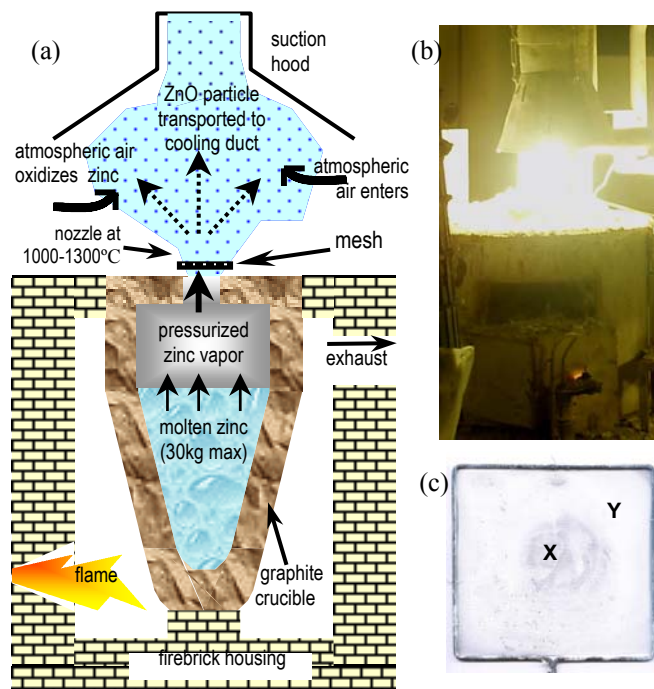 (a)
suction
hood
ZnO particle
transported to
cooling duct
atmospheric air
oxidizes zinc
atmospheric
air enters
nozzle at
1000-1300ºC
mesh
pressurized
zinc vapor
exhaust
molten zinc
(30kg max)
flame
graphite
crucible
firebrick housing
(b)
(c)
Y
X